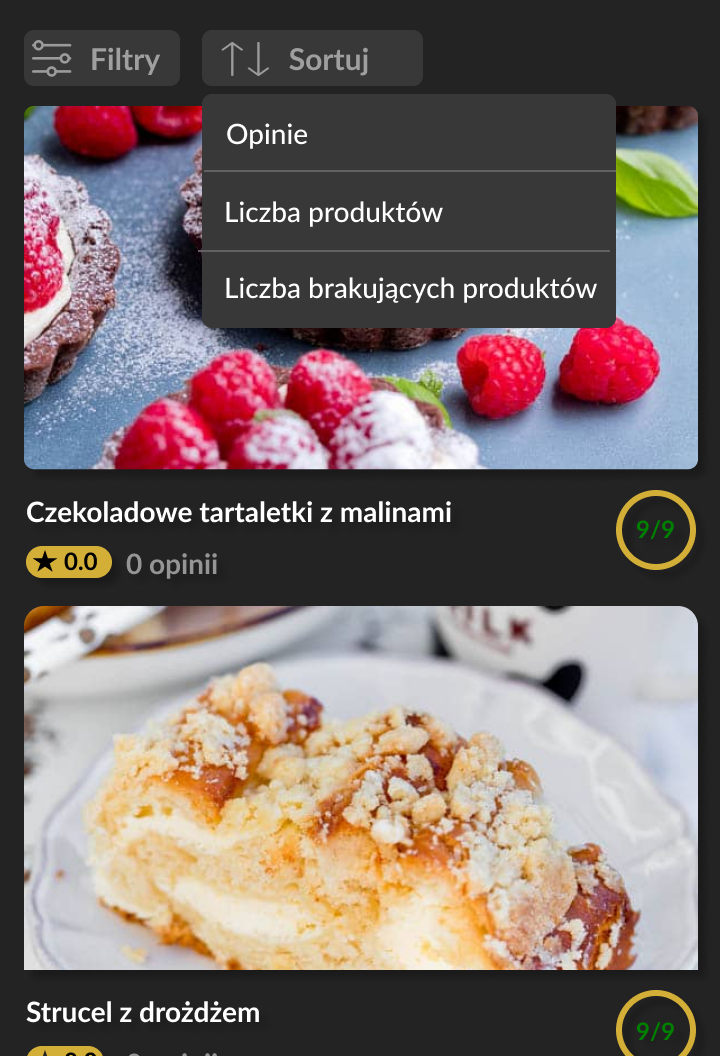 Filtry
Sortuj
Opinie
Liczba produktów
Liczba brakujących produktów
Czekoladowe tartaletki z malinami
9/9
0.0
0 opinii
Strucel z drożdżem
9/9